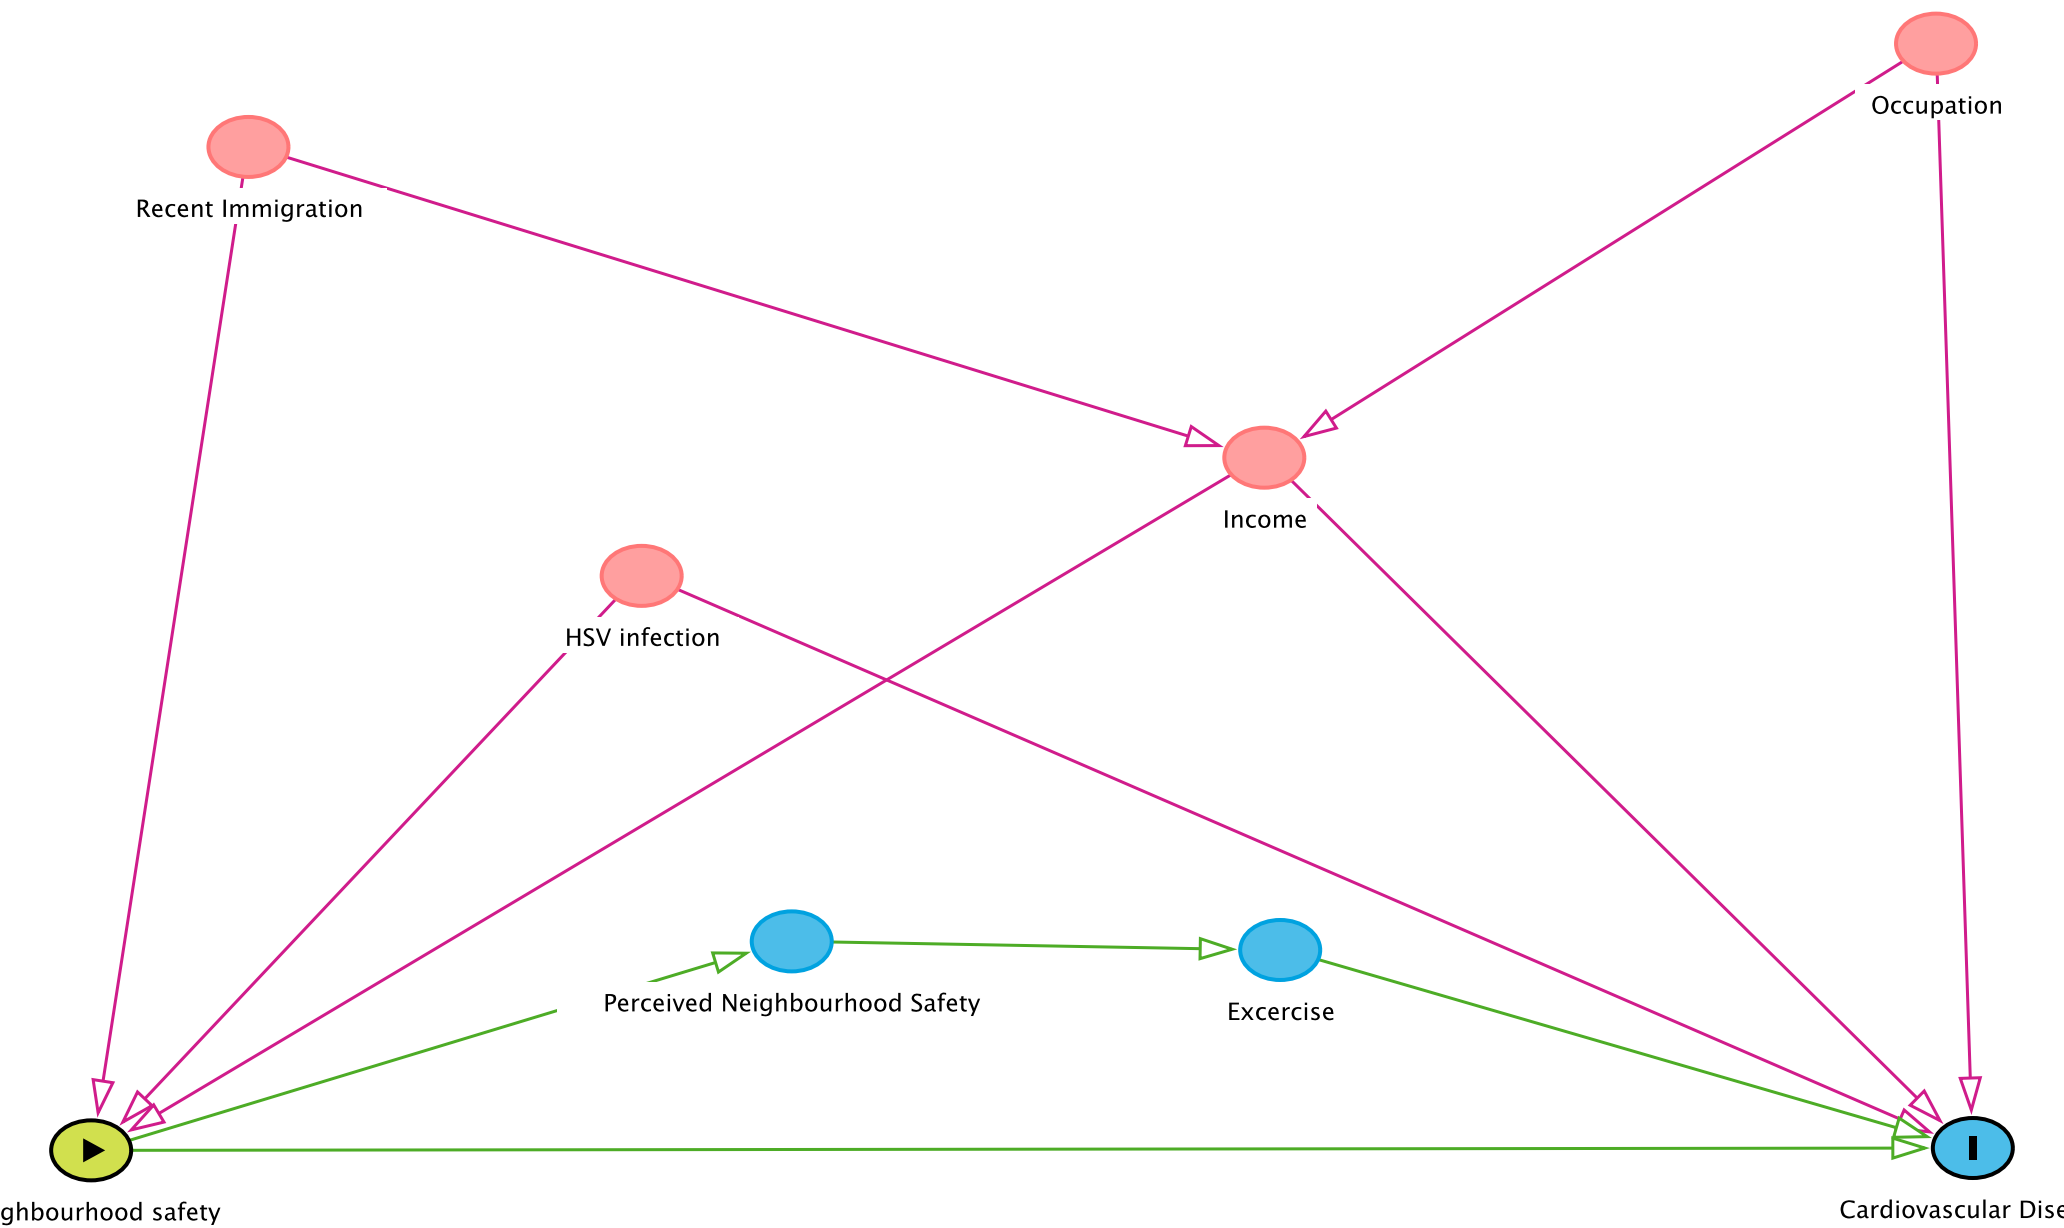 Occupation
Recent Immigration
Income
HSV infection
Perceived Neighbourhood Safety
Excercise
ghbourhood safety
Cardiovascular Dise